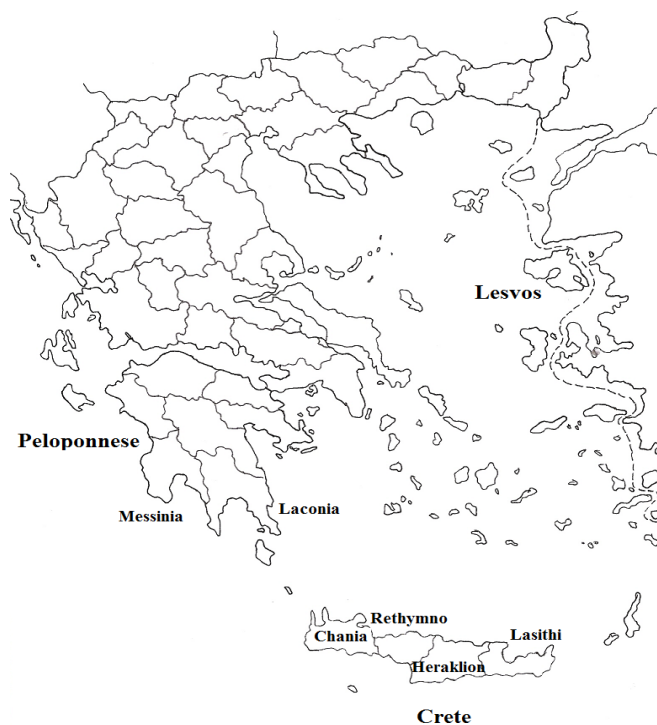 Lesvos
Peloponnese
Messinia
Laconia
Rethymno
Chania
Lasithi
Heraklion
Crete